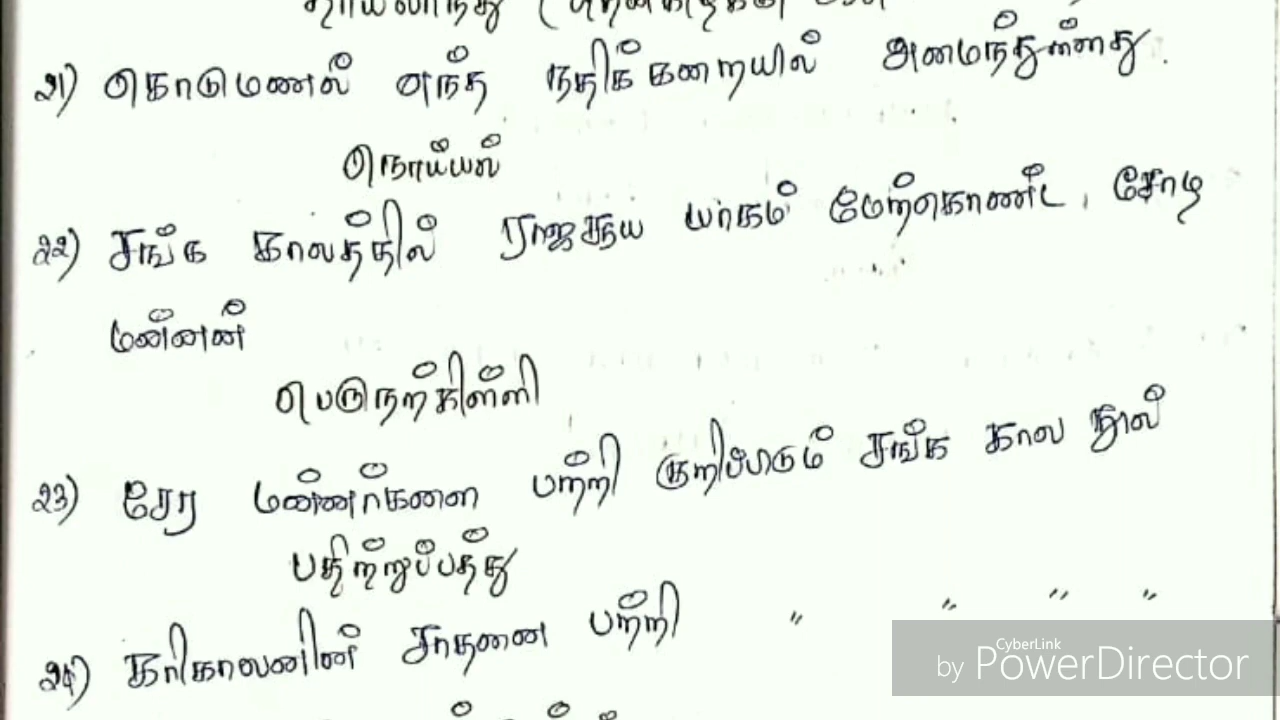 21) கொடுமணல் எந்த நதிக்கரையில் அமைந்துள்ளது.
நொய்யல்
22) சங்க காலத்தில் ராஜசூய யாகம் மேற்கொண்ட, சோழ
மன்னன்
பெருநற்கிள்ளி
23) சேர மன்னர்களை பற்றி குறிப்பிடும் சங்க கால நூல்
பதிற்றுப்பத்து
24) கரிகாலனின் சாதனை பற்றி " " " "
CyberLink
by PowerDirector